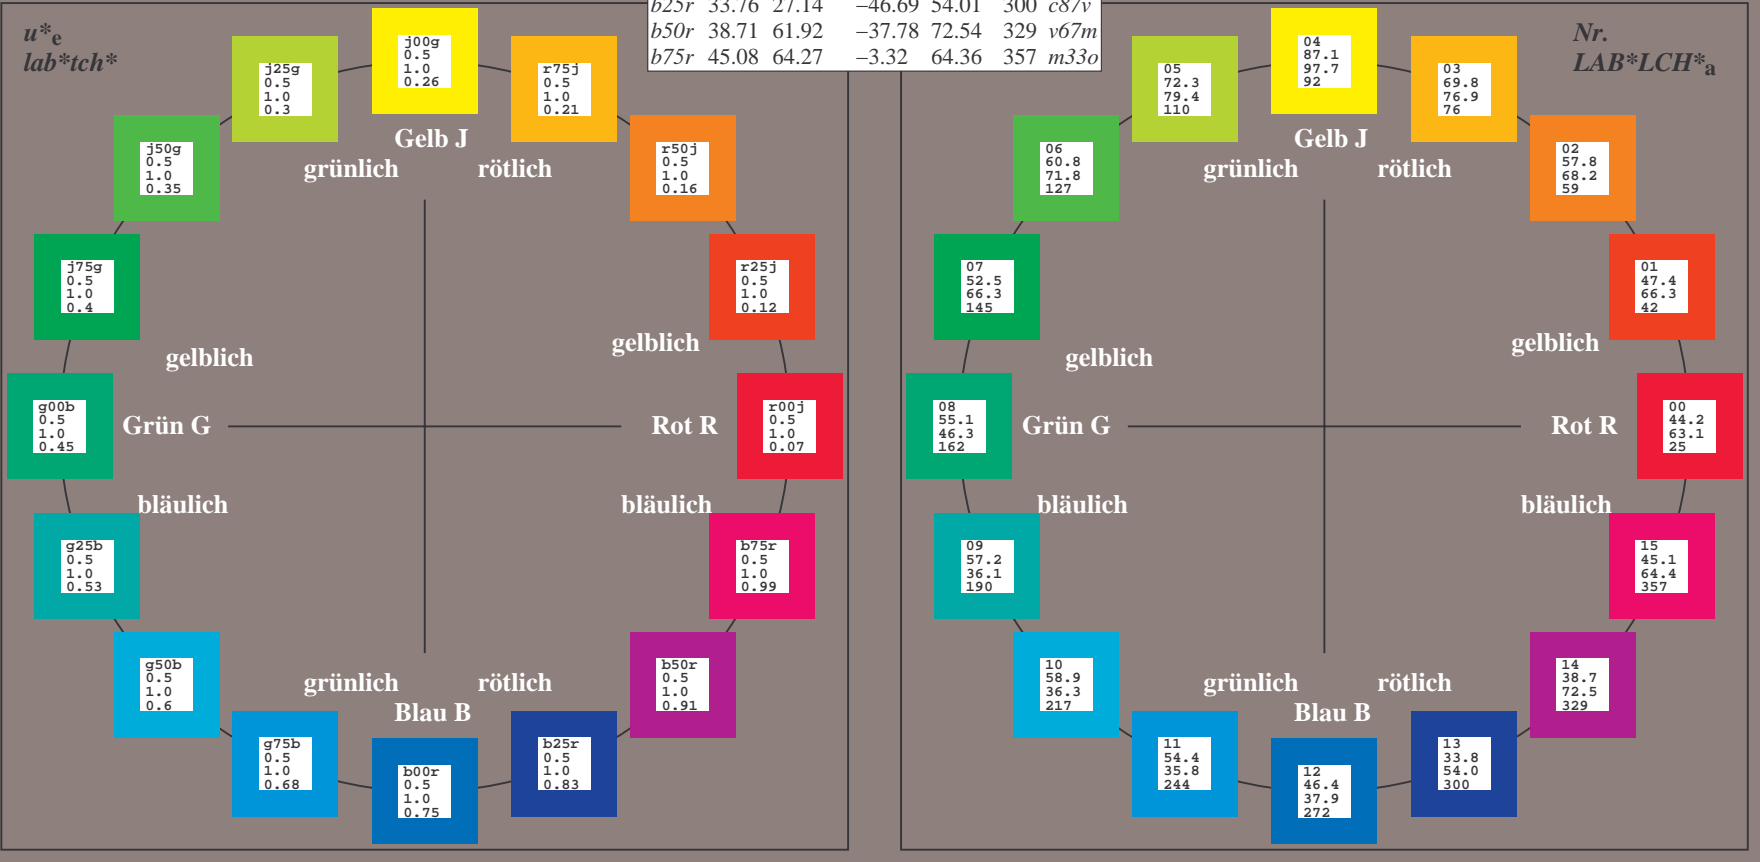 b25r 33.76 27.14 −46.69 54.01 300 c87v
b50r 38.71 61.92 −37.78 72.54 329 v67m
b75r 45.08 64.27 −3.32 64.36 357 m33o
u*e
lab*tch*
j00g
0.5
1.0
0.26
j25g
0.5
1.0
0.3
r75j
0.5
1.0
0.21
Gelb J
grünlich rötlich
j50g
0.5
1.0
0.35
r50j
0.5
1.0
0.16
j75g
0.5
1.0
0.4
r25j
0.5
1.0
0.12
gelblich
gelblich
g00b
0.5
1.0
0.45
Grün G
Rot R
r00j
0.5
1.0
0.07
bläulich
bläulich
g25b
0.5
1.0
0.53
b75r
0.5
1.0
0.99
g50b
0.5
1.0
0.6
b50r
0.5
1.0
0.91
grünlich rötlich
Blau B
g75b
0.5
1.0
0.68
b00r
0.5
1.0
0.75
b25r
0.5
1.0
0.83
Nr.
LAB*LCH*a
04
87.1
97.7
92
05
72.3
79.4
110
03
69.8
76.9
76
Gelb J
grünlich rötlich
06
60.8
71.8
127
02
57.8
68.2
59
07
52.5
66.3
145
01
47.4
66.3
42
gelblich
gelblich
08
55.1
46.3
162
Grün G
Rot R
00
44.2
63.1
25
bläulich
bläulich
09
57.2
36.1
190
15
45.1
64.4
357
10
58.9
36.3
217
14
38.7
72.5
329
grünlich rötlich
Blau B
11
54.4
35.8
244
12
46.4
37.9
272
13
33.8
54.0
300